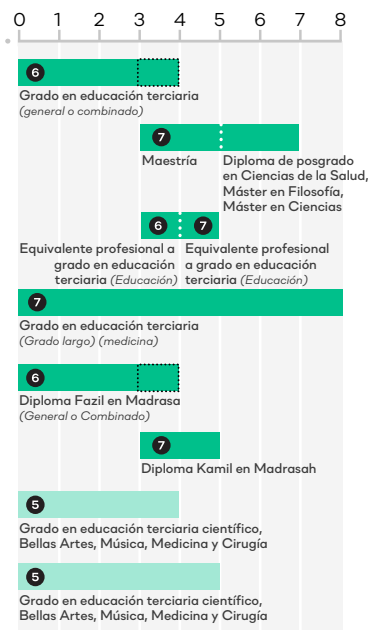 0 1 2 3 4 5 6 7 8
6
Grado en educación terciaria
(general o combinado)
7
Maestría
Diploma de posgrado
en Ciencias de la Salud,
Máster en Filosofía,
Máster en Ciencias
6
7
Equivalente profesional a
grado en educación
terciaria (Educación)
Equivalente profesional
a grado en educación
terciaria (Educación)
7
Grado en educación terciaria
(Grado largo) (medicina)
6
Diploma Fazil en Madrasa
(General o Combinado)
7
Diploma Kamil en Madrasah
5
Grado en educación terciaria científico,
Bellas Artes, Música, Medicina y Cirugía
5
Grado en educación terciaria científico,
Bellas Artes, Música, Medicina y Cirugía